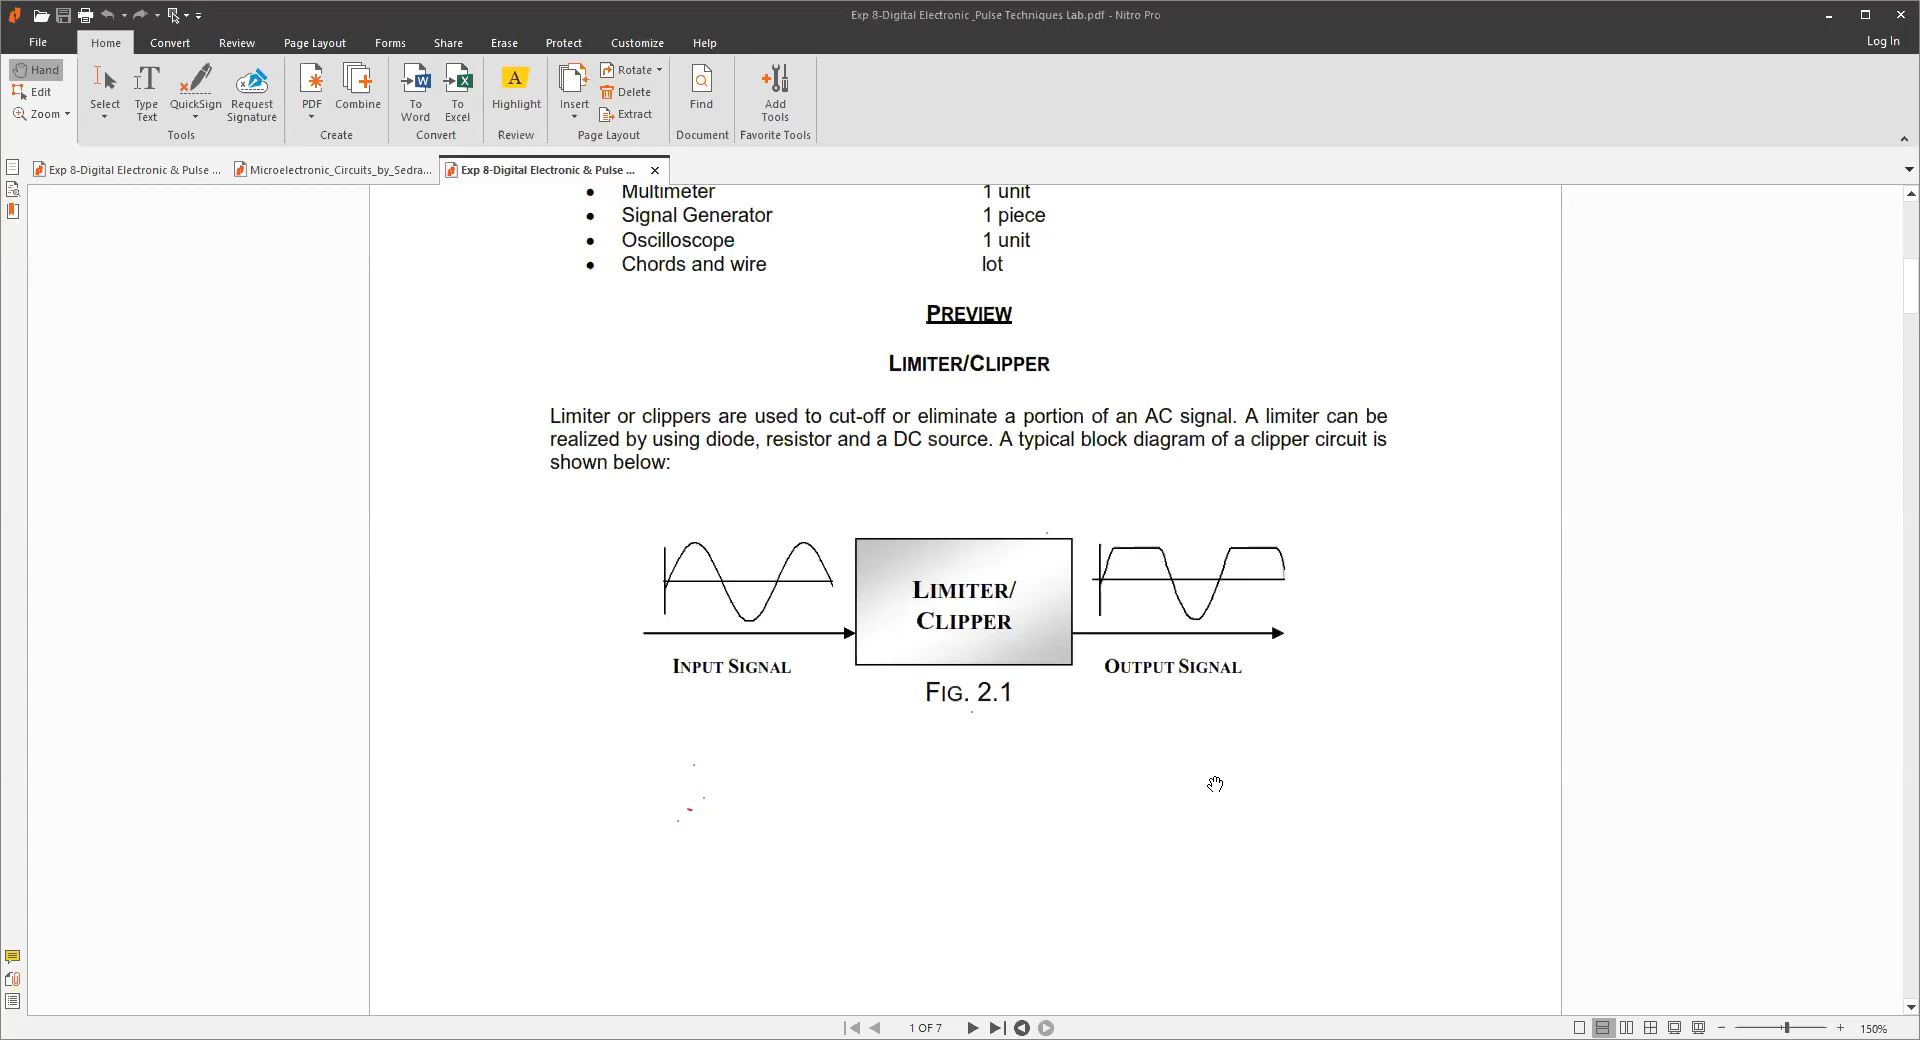 Exp 8-Digital Electronic _Pulse Techniques Lab.pdf - Nitro Pro
File Home Convert Review Page Layout Forms Share Erase Protect Customize Help Log In
Hand
Edit
Zoom
Select
Type Text
QuickSign
Request Signature
Tools
PDF
Combine
Create
To Word
To Excel
Convert
Highlight
Review
Insert
Rotate
Delete
Extract
Page Layout
Find
Document
Add Tools
Favorite Tools
Exp 8-Digital Electronic & Pulse ... Microelectronic_Circuits_by_Sedra... Exp 8-Digital Electronic & Pulse ...
• Multimeter 1 unit
• Signal Generator 1 piece
• Oscilloscope 1 unit
• Chords and wire lot
PREVIEW
LIMITER/CLIPPER
Limiter or clippers are used to cut-off or eliminate a portion of an AC signal. A limiter can be
realized by using diode, resistor and a DC source. A typical block diagram of a clipper circuit is
shown below:
LIMITER/
CLIPPER
INPUT SIGNAL
OUTPUT SIGNAL
FIG. 2.1
1 OF 7
150%